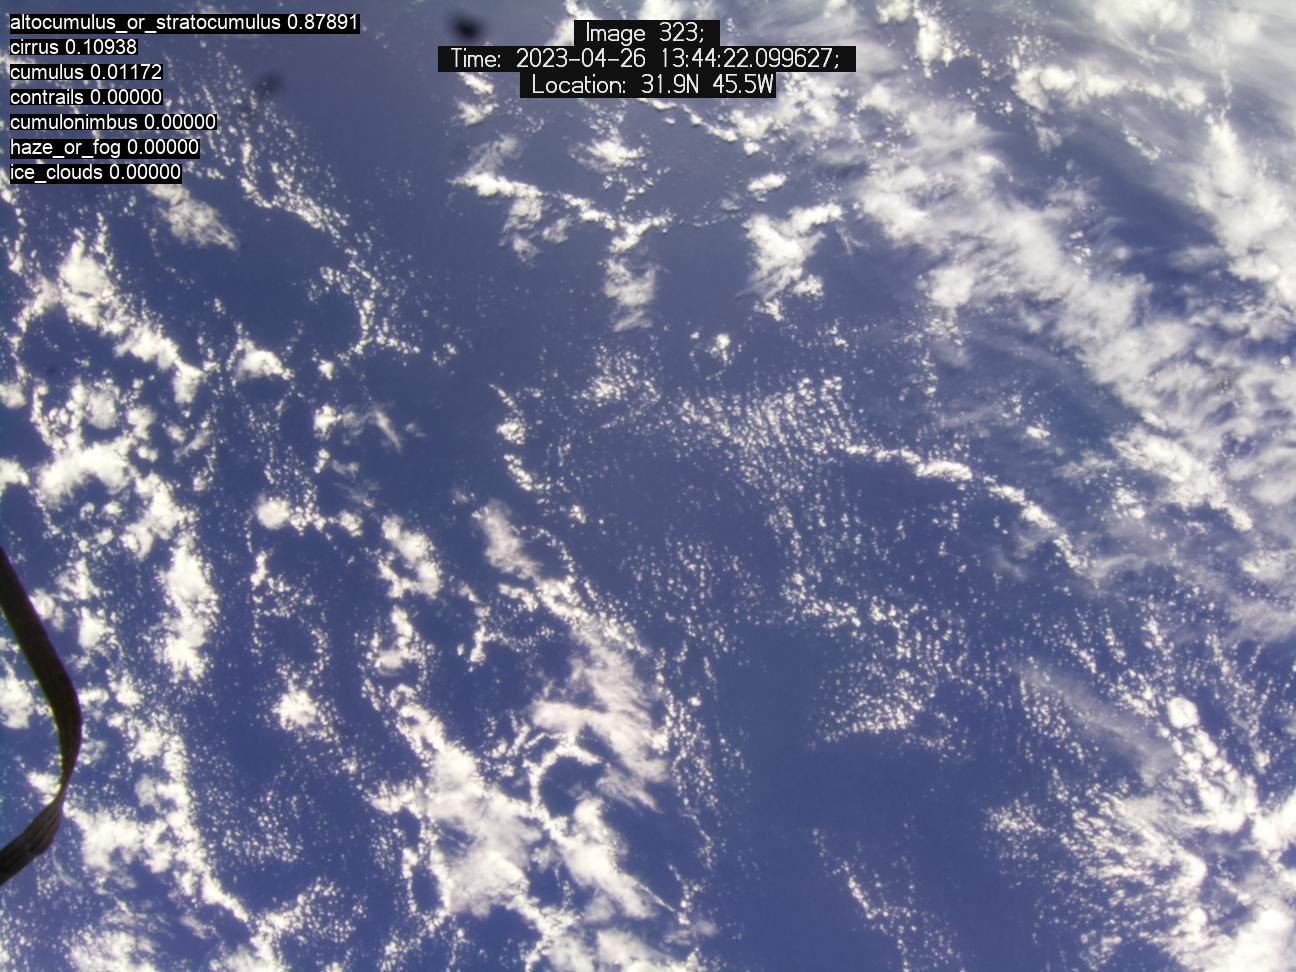 altocumulus_or_stratocumulus 0.87891
cirrus 0.10938
cumulus 0.01172
contrails 0.00000
cumulonimbus 0.00000
haze_or_fog 0.00000
ice_clouds 0.00000
Image 323;
Time: 2023-04-26 13:44:22.099627;
Location: 31.9N 45.5W